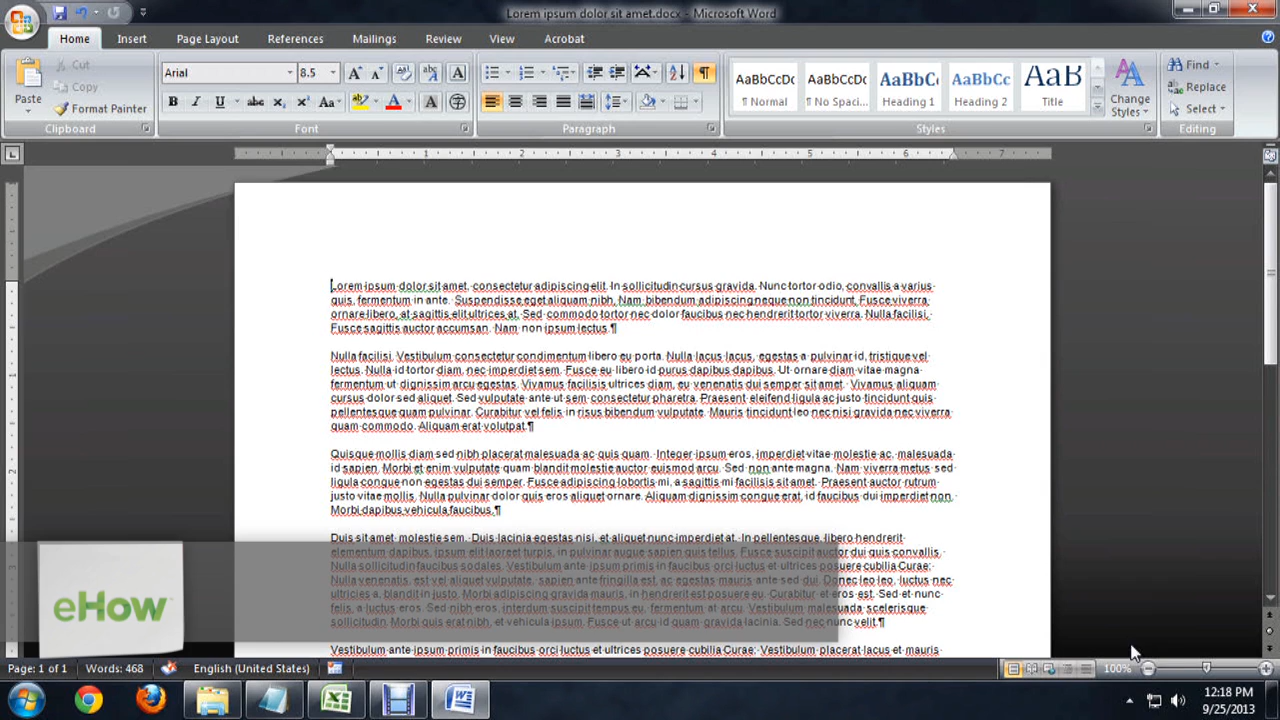 Lorem ipsum dolor sit amet.docx - Microsoft Word
Home Insert Page Layout References Mailings Review View Acrobat
Cut
Copy
Paste
Format Painter
Clipboard
Arial 8.5
Font
Paragraph
AaBbCcDc AaBbCcDc AaBbC AaBbCc AaB
¶ Normal ¶ No Spaci... Heading 1 Heading 2 Title
Change Styles
Styles
Find
Replace
Select
Editing
1 2 3 4 5 6 7
Lorem ipsum dolor sit amet, consectetur adipiscing elit. In sollicitudin cursus gravida. Nunc tortor odio, convallis a varius
quis, fermentum in ante. Suspendisse eget aliquam nibh. Nam bibendum adipiscing neque non tincidunt. Fusce viverra
ornare libero, at sagittis elit ultrices at. Sed commodo tortor nec dolor faucibus nec hendrerit tortor viverra. Nulla facilisi.
Fusce sagittis auctor accumsan. Nam non ipsum lectus.¶
Nulla facilisi. Vestibulum consectetur condimentum libero eu porta. Nulla lacus lacus, egestas a pulvinar id, tristique vel
lectus. Nulla id tortor diam, nec imperdiet sem. Fusce eu libero id purus dapibus dapibus. Ut ornare diam vitae magna
fermentum ut dignissim arcu egestas. Vivamus facilisis ultrices diam, eu venenatis dui semper sit amet. Vivamus aliquam
cursus dolor sed aliquet. Sed vulputate ante ut sem consectetur pharetra. Praesent eleifend ligula ac justo tincidunt quis
pellentesque quam pulvinar. Curabitur vel felis in risus bibendum vulputate. Mauris tincidunt leo nec nisi gravida nec viverra
quam commodo. Aliquam erat volutpat.¶
Quisque mollis diam sed nibh placerat malesuada ac quis quam. Integer ipsum eros, imperdiet vitae molestie ac, malesuada
id sapien. Morbi et enim vulputate quam blandit molestie auctor euismod arcu. Sed non ante magna. Nam viverra metus sed
ligula congue non egestas dui semper. Fusce adipiscing lobortis mi, a sagittis mi facilisis sit amet. Praesent auctor rutrum
justo vitae mollis. Nulla pulvinar dolor quis eros aliquet ornare. Aliquam dignissim congue erat, id faucibus dui imperdiet non.
Morbi dapibus vehicula faucibus.¶
Duis sit amet molestie sem. Duis lacinia egestas nisi, et aliquet nunc imperdiet at. In pellentesque, libero hendrerit
elementum dapibus, ipsum elit laoreet turpis, in pulvinar augue sapien quis tellus. Fusce suscipit auctor dui quis convallis.
Nulla sollicitudin faucibus sodales. Vestibulum ante ipsum primis in faucibus orci luctus et ultrices posuere cubilia Curae;
Nulla venenatis, est vel aliquet vulputate, sapien ante fringilla est, ac egestas mauris ante sed dui. Donec leo leo, luctus nec
ultricies a, blandit in justo. Morbi adipiscing gravida mauris, in hendrerit est posuere eu. Curabitur et eros est. Sed et nunc
felis, a luctus eros. Sed nibh eros, interdum suscipit tempus eu, fermentum at arcu. Vestibulum malesuada scelerisque
sollicitudin. Morbi quis erat nibh, et vehicula ipsum. Fusce ut arcu id quam gravida lacinia. Sed nec nunc velit.¶
Vestibulum ante ipsum primis in faucibus orci luctus et ultrices posuere cubilia Curae; Vestibulum placerat lacus et mauris
eHow
Page: 1 of 1 Words: 468 English (United States) 100%
12:18 PM
9/25/2013